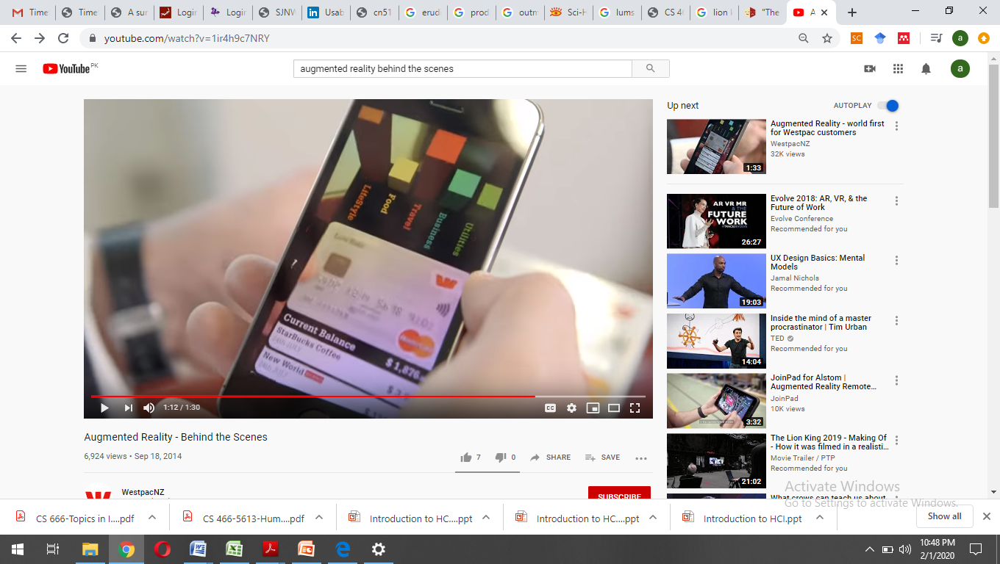 Time
Time
A sur
Login
Login
SJNW
Usab
cn51
erud
prod
outm
Sci-H
lums
CS 4
lion k
"The
A
youtube.com/watch?v=1ir4h9c7NRY
SC
a
YouTube PK
augmented reality behind the scenes
a
LifeStyle
Food
Travel
Business
Utilities
Current Balance
StarBucks Coffee
$ 1,876
New World
1:12 / 1:30
CC
Augmented Reality - Behind the Scenes
6,924 views • Sep 18, 2014
7
0
SHARE
SAVE
WestpacNZ
SUBSCRIBE
Up next
AUTOPLAY
Augmented Reality - world first
for Westpac customers
WestpacNZ
32K views
1:33
AR VR MR
& THE
FUTURE
WORK
26:27
Evolve 2018: AR, VR, & the
Future of Work
Evolve Conference
Recommended for you
UX Design Basics: Mental
Models
Jamal Nichols
Recommended for you
19:03
Inside the mind of a master
procrastinator | Tim Urban
TED
Recommended for you
14:04
JoinPad for Alstom |
Augmented Reality Remote...
JoinPad
10K views
3:32
The Lion King 2019 - Making Of
- How it was filmed in a realisti...
Movie Trailer / PTP
Recommended for you
21:02
What crows can teach us about
Activate Windows
Go to Settings to activate Windows.
CS 666-Topics in I....pdf
CS 466-5613-Hum....pdf
Introduction to HC....ppt
Introduction to HC....ppt
Introduction to HCI.ppt
Show all
10:48 PM
2/1/2020